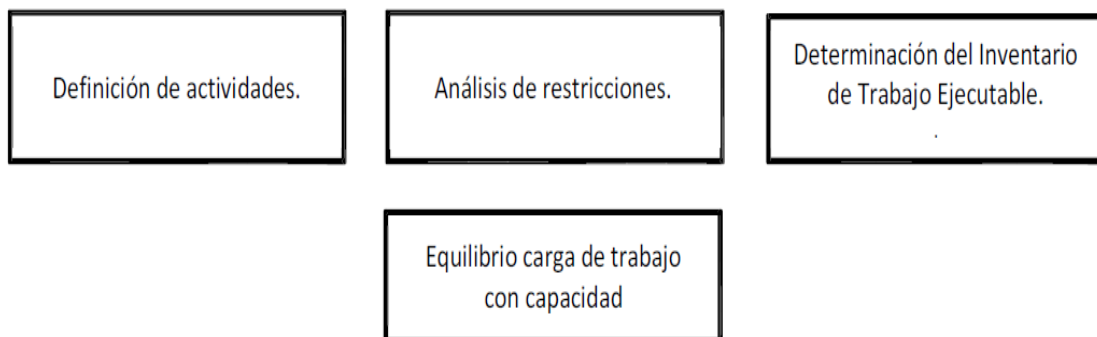 Definición de actividades.
Análisis de restricciones.
Determinación del Inventario
de Trabajo Ejecutable.
.
Equilibrio carga de trabajo
con capacidad